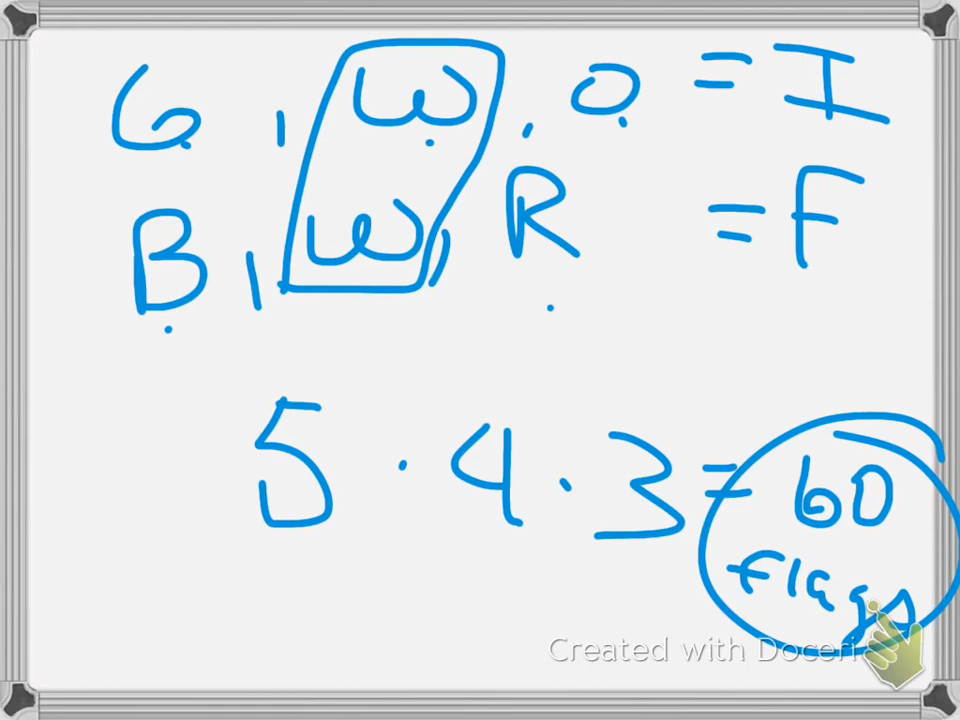 G, W, O = I
B, W, R = F
5 · 4 · 3 = 60
flags
Created with Doceri